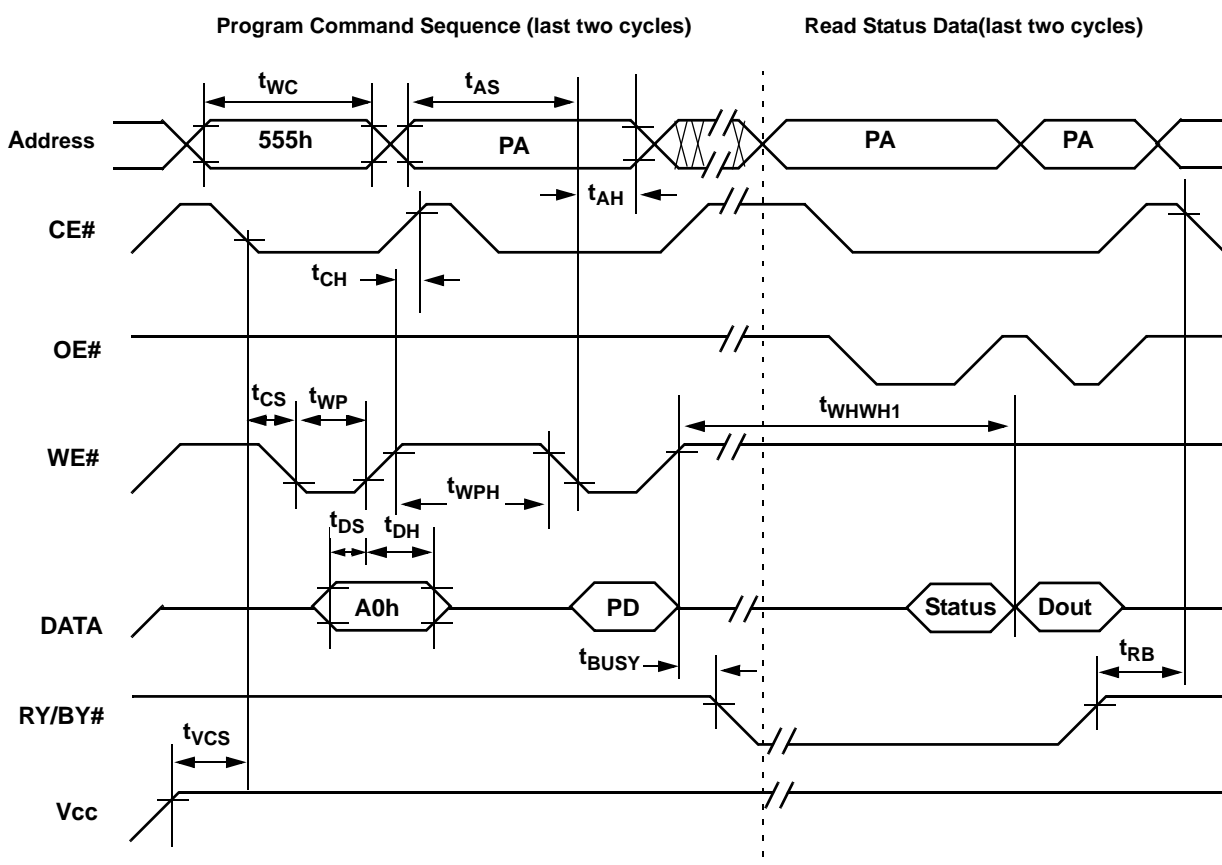 Program Command Sequence (last two cycles)
Read Status Data(last two cycles)
tWC
tAS
Address
555h
PA
PA
PA
tAH
CE#
tCH
OE#
tCS
tWP
tWHWH1
WE#
tWPH
tDS
tDH
A0h
PD
Status
Dout
DATA
tBUSY
tRB
RY/BY#
tVCS
Vcc